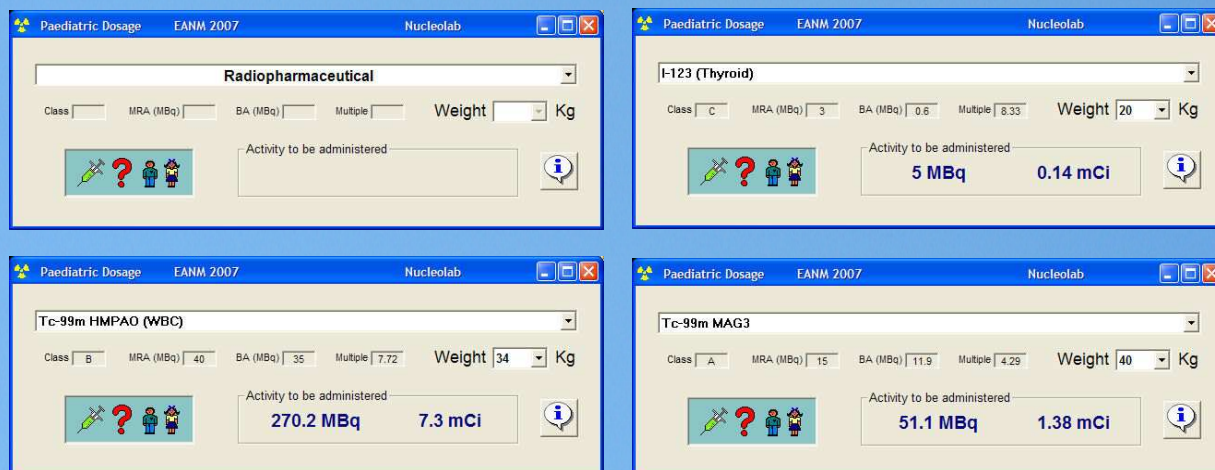 Paediatric Dosage EANM 2007 Nucleolab
Radiopharmaceutical
Class MRA (MBq) BA (MBq) Multiple Weight Kg
Activity to be administered
Paediatric Dosage EANM 2007 Nucleolab
I-123 (Thyroid)
Class C MRA (MBq) 3 BA (MBq) 0.6 Multiple 8.33 Weight 20 Kg
Activity to be administered
5 MBq 0.14 mCi
Paediatric Dosage EANM 2007 Nucleolab
Tc-99m HMPAO (WBC)
Class B MRA (MBq) 40 BA (MBq) 35 Multiple 7.72 Weight 34 Kg
Activity to be administered
270.2 MBq 7.3 mCi
Paediatric Dosage EANM 2007 Nucleolab
Tc-99m MAG3
Class A MRA (MBq) 15 BA (MBq) 11.9 Multiple 4.29 Weight 40 Kg
Activity to be administered
51.1 MBq 1.38 mCi